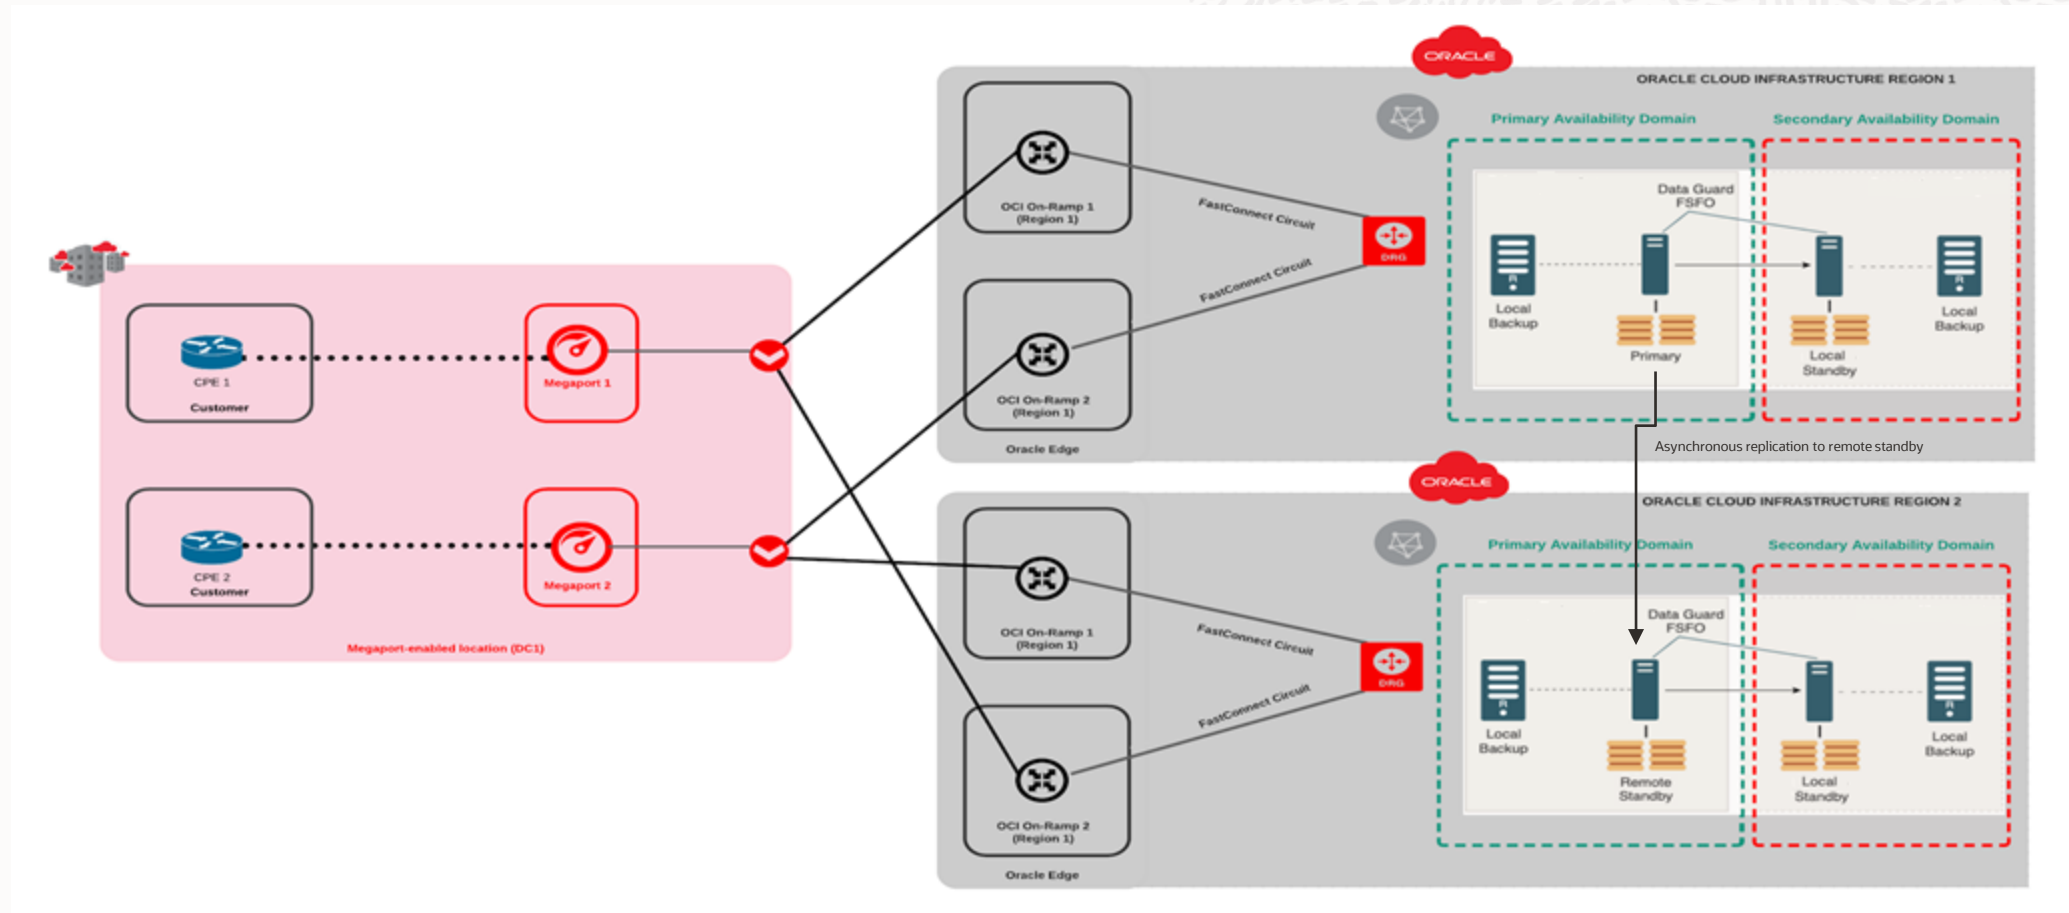 CPE 1
Customer
Megaport 1
CPE 2
Customer
Megaport 2
Megaport-enabled location (DC1)
ORACLE
ORACLE CLOUD INFRASTRUCTURE REGION 1
OCI On-Ramp 1
(Region 1)
OCI On-Ramp 2
(Region 1)
Oracle Edge
FastConnect Circuit
FastConnect Circuit
DRG
Primary Availability Domain
Secondary Availability Domain
Data Guard
FSFO
Local
Backup
Primary
Local
Standby
Local
Backup
Asynchronous replication to remote standby
ORACLE
ORACLE CLOUD INFRASTRUCTURE REGION 2
OCI On-Ramp 1
(Region 1)
OCI On-Ramp 2
(Region 1)
Oracle Edge
FastConnect Circuit
FastConnect Circuit
DRG
Primary Availability Domain
Secondary Availability Domain
Data Guard
FSFO
Local
Backup
Remote
Standby
Local
Standby
Local
Backup